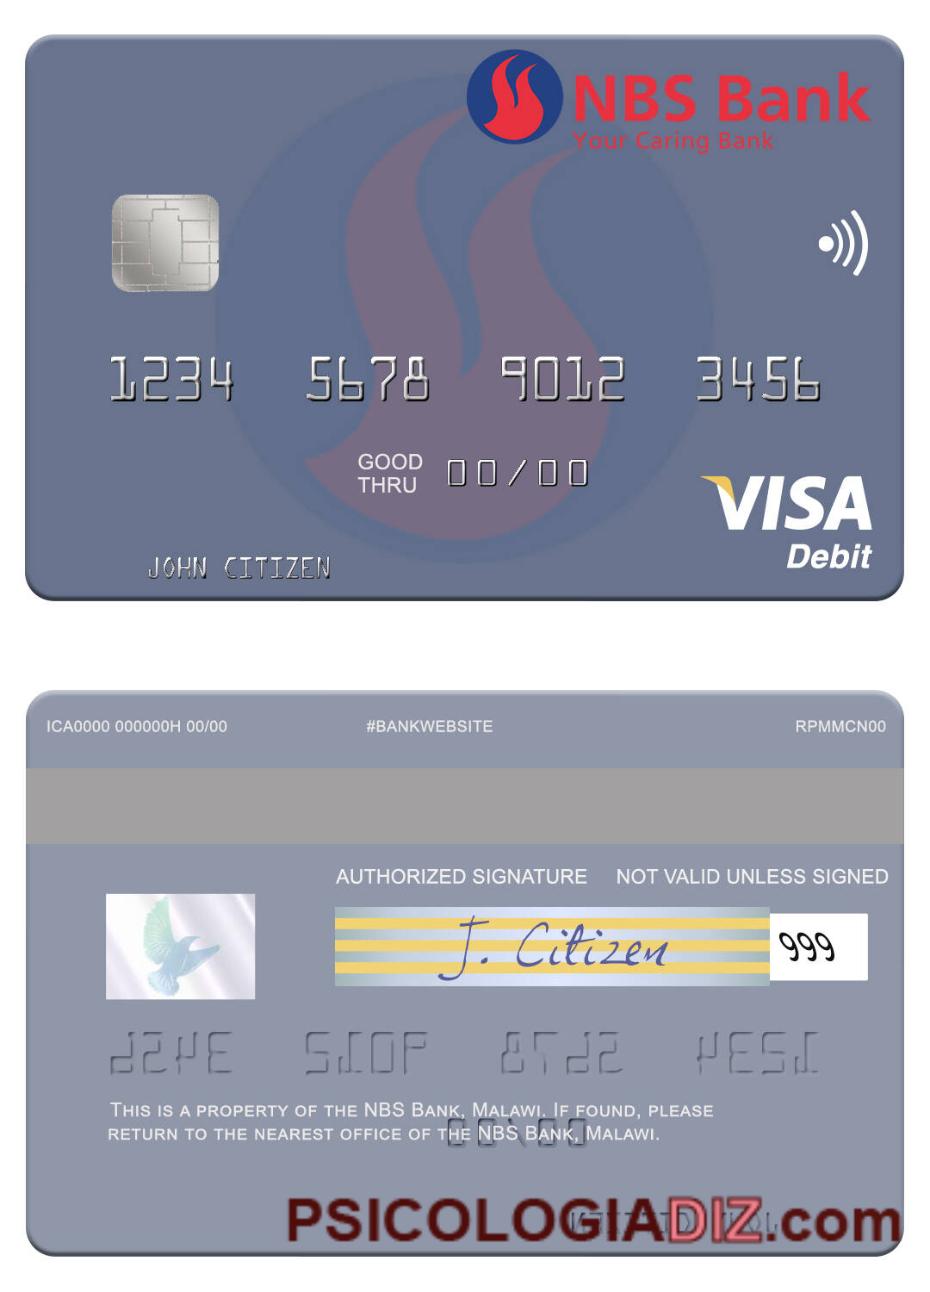 NBS Bank
Your Caring Bank
1234 5678 9012 3456
GOOD THRU 00/00
VISA
Debit
JOHN CITIZEN
ICA0000 000000H 00/00 #BANKWEBSITE RPMMCN00
AUTHORIZED SIGNATURE NOT VALID UNLESS SIGNED
J. Citizen 999
THIS IS A PROPERTY OF THE NBS BANK, MALAWI. IF FOUND, PLEASE
RETURN TO THE NEAREST OFFICE OF THE NBS BANK, MALAWI.
PSICOLOGIADIZ.com